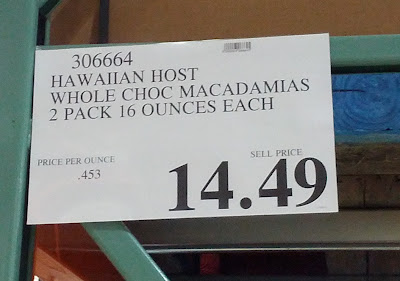 306664
HAWAIIAN HOST
WHOLE CHOC MACADAMIAS
2 PACK 16 OUNCES EACH
PRICE PER OUNCE
.453
SELL PRICE
14.49